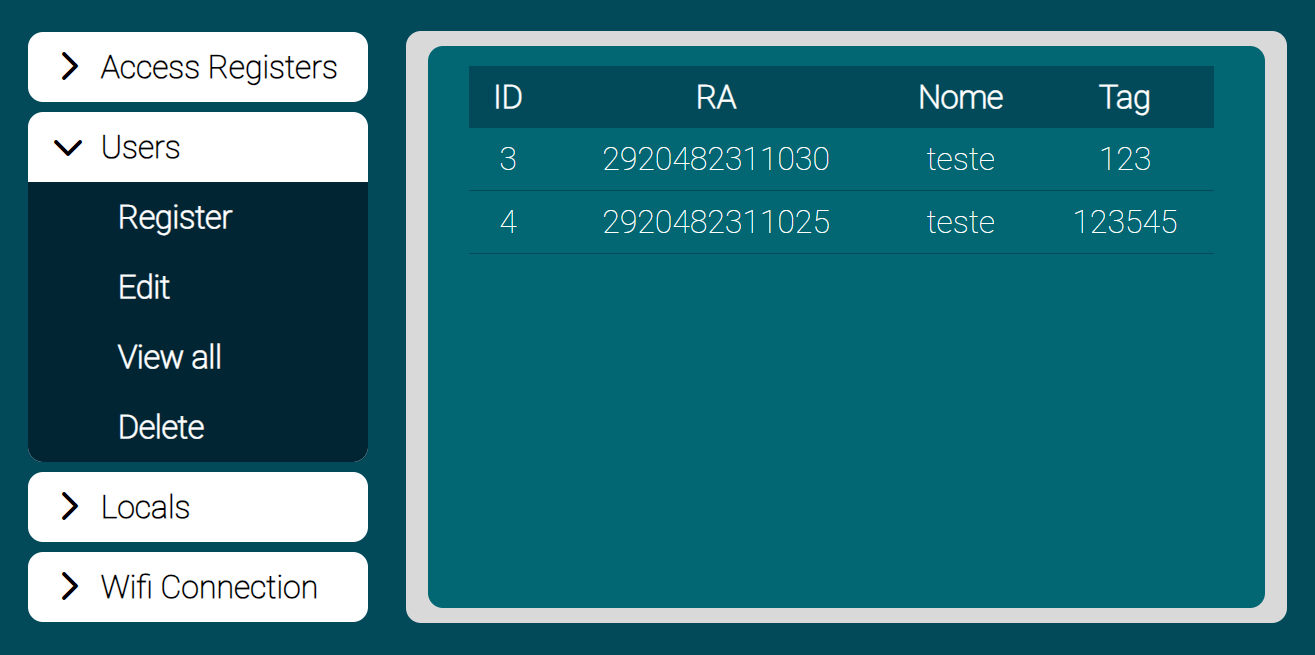 Access Registers
Users
Register
Edit
View all
Delete
Locals
Wifi Connection
ID RA Nome Tag
3 2920482311030 teste 123
4 2920482311025 teste 123545